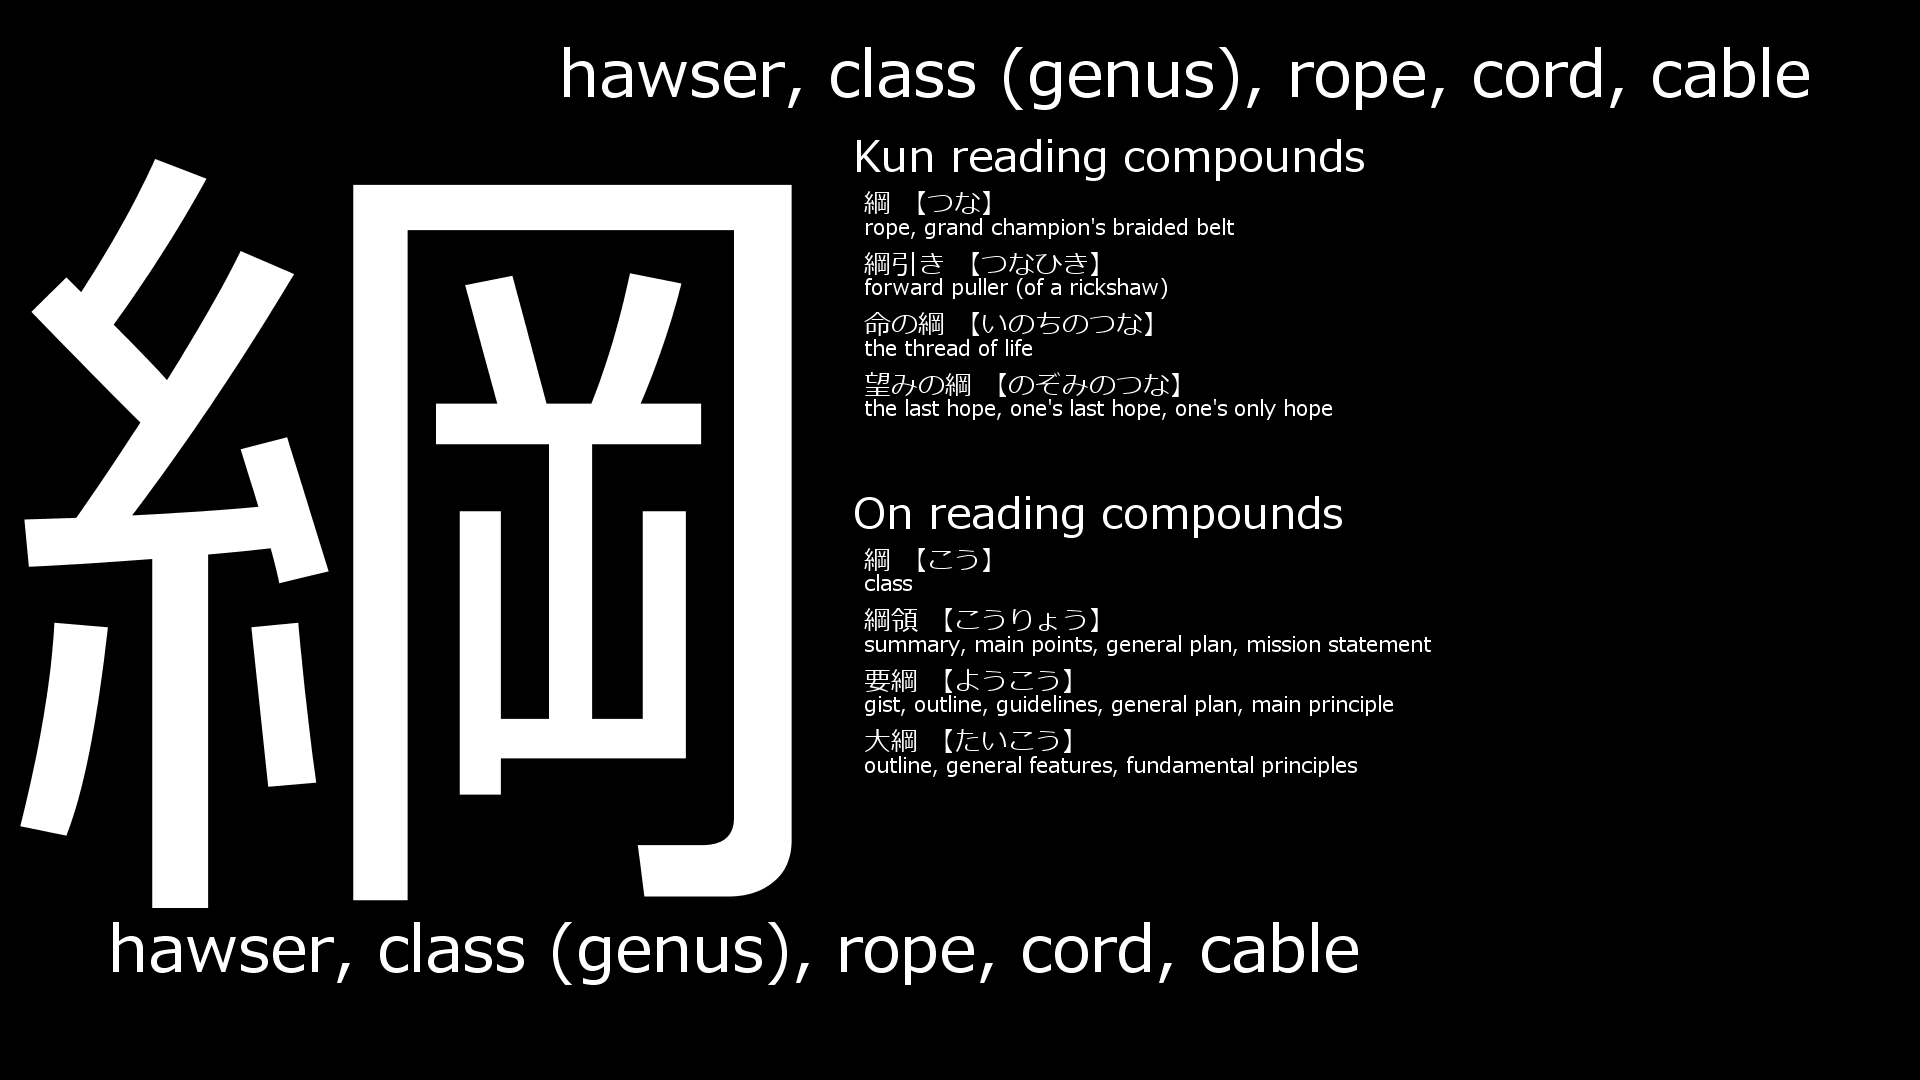 hawser, class (genus), rope, cord, cable
綱
Kun reading compounds
綱 【つな】
rope, grand champion's braided belt
綱引き 【つなひき】
forward puller (of a rickshaw)
命の綱 【いのちのつな】
the thread of life
望みの綱 【のぞみのつな】
the last hope, one's last hope, one's only hope
On reading compounds
綱 【こう】
class
綱領 【こうりょう】
summary, main points, general plan, mission statement
要綱 【ようこう】
gist, outline, guidelines, general plan, main principle
大綱 【たいこう】
outline, general features, fundamental principles
hawser, class (genus), rope, cord, cable